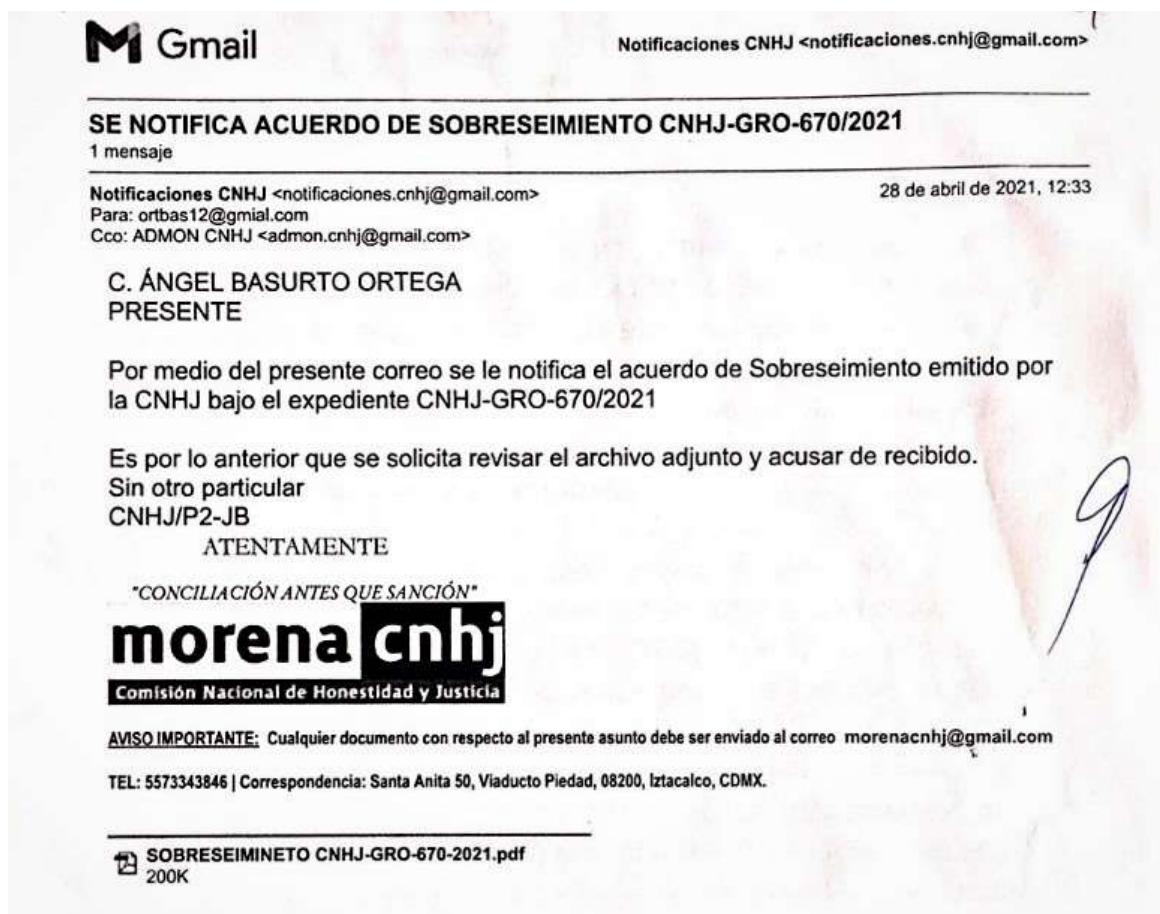 Gmail
Notificaciones CNHJ <notificaciones.cnhj@gmail.com>
SE NOTIFICA ACUERDO DE SOBRESEIMIENTO CNHJ-GRO-670/2021
1 mensaje
Notificaciones CNHJ <notificaciones.cnhj@gmail.com>
28 de abril de 2021, 12:33
Para: ortbas12@gmial.com
Cco: ADMON CNHJ <admon.cnhj@gmail.com>
C. ÁNGEL BASURTO ORTEGA
PRESENTE
Por medio del presente correo se le notifica el acuerdo de Sobreseimiento emitido por
la CNHJ bajo el expediente CNHJ-GRO-670/2021
Es por lo anterior que se solicita revisar el archivo adjunto y acusar de recibido.
Sin otro particular
CNHJ/P2-JB
ATENTAMENTE
"CONCILIACIÓN ANTES QUE SANCIÓN"
morena cnhj
Comisión Nacional de Honestidad y Justicia
AVISO IMPORTANTE: Cualquier documento con respecto al presente asunto debe ser enviado al correo morenacnhj@gmail.com
TEL: 5573343846 | Correspondencia: Santa Anita 50, Viaducto Piedad, 08200, Iztacalco, CDMX.
SOBRESEIMINETO CNHJ-GRO-670-2021.pdf
200K